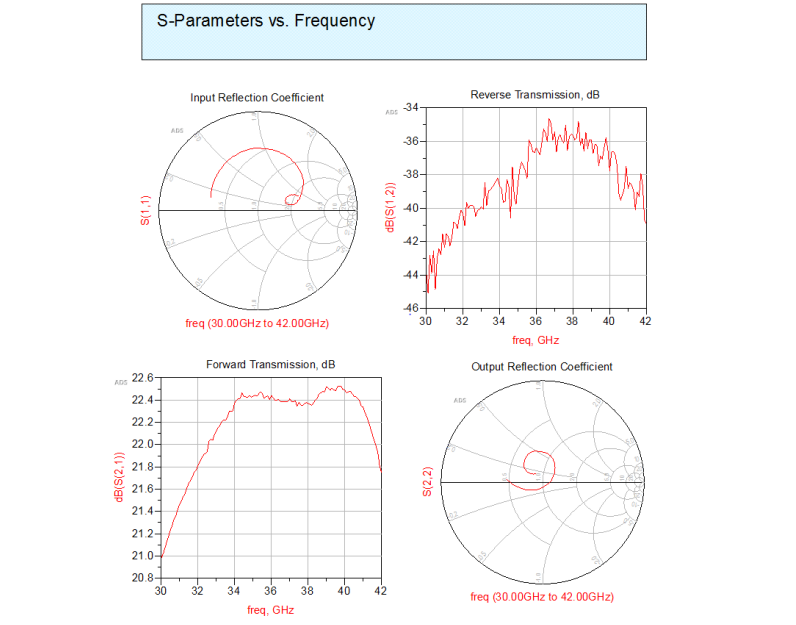 S-Parameters vs. Frequency
Input Reflection Coefficient
ADS
S(1,1)
freq (30.00GHz to 42.00GHz)
Reverse Transmission, dB
ADS
-34
-36
-38
-40
-42
-44
-46
dB(S(1,2))
30 32 34 36 38 40 42
freq, GHz
Forward Transmission, dB
ADS
22.6
22.4
22.2
22.0
21.8
21.6
21.4
21.2
21.0
20.8
dB(S(2,1))
30 32 34 36 38 40 42
freq, GHz
Output Reflection Coefficient
ADS
S(2,2)
freq (30.00GHz to 42.00GHz)